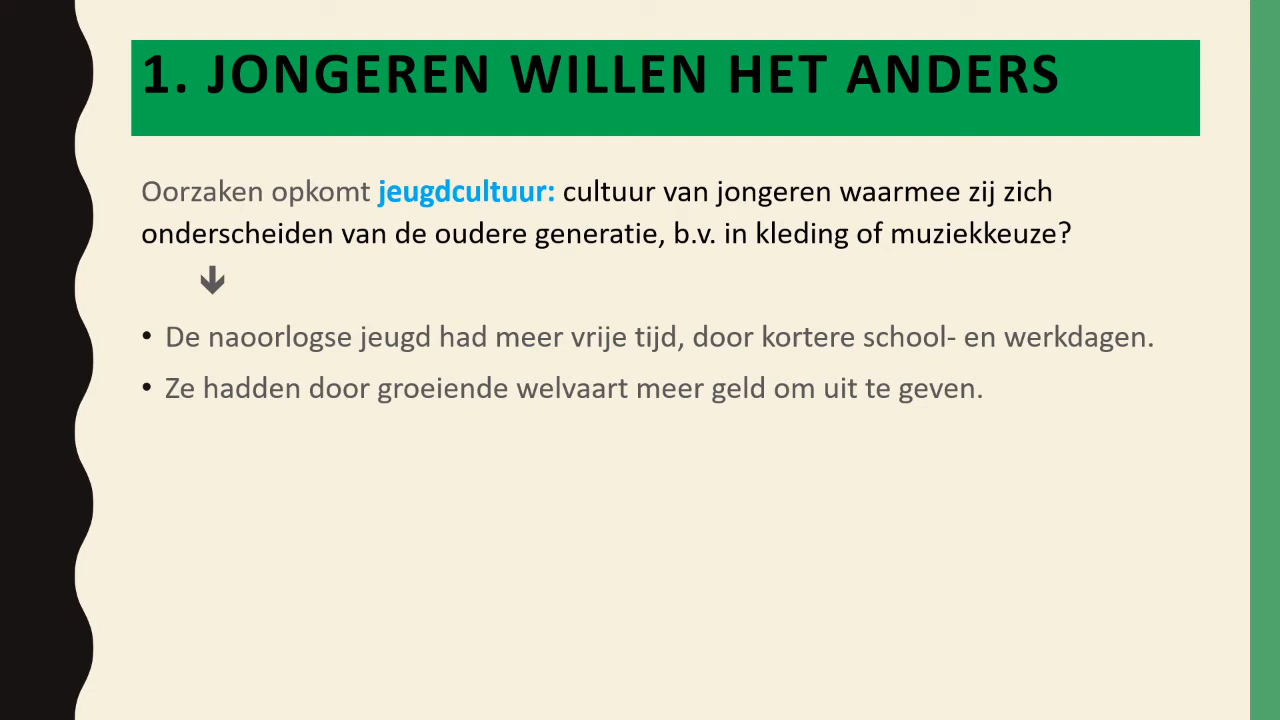 1. JONGEREN WILLEN HET ANDERS
Oorzaken opkomt jeugdcultuur: cultuur van jongeren waarmee zij zich
onderscheiden van de oudere generatie, b.v. in kleding of muziekkeuze?
🡻
• De naoorlogse jeugd had meer vrije tijd, door kortere school- en werkdagen.
• Ze hadden door groeiende welvaart meer geld om uit te geven.